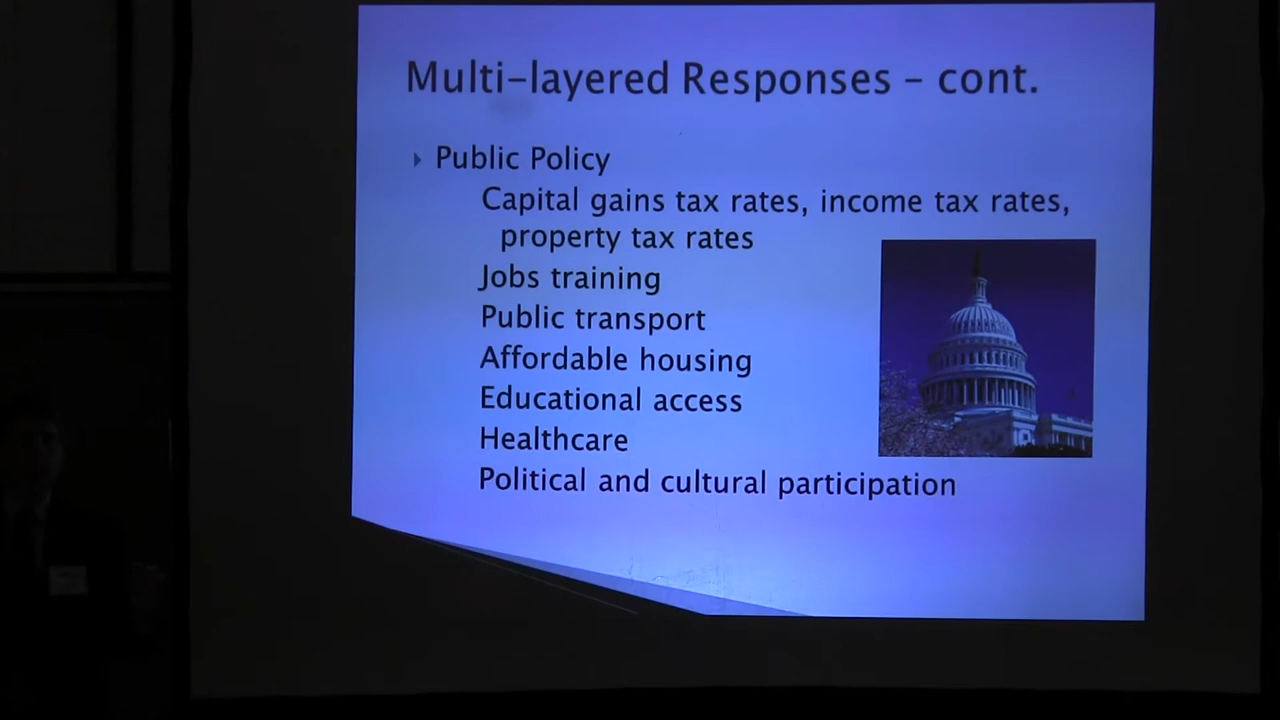 Multi-layered Responses - cont.
Public Policy
Capital gains tax rates, income tax rates,
property tax rates
Jobs training
Public transport
Affordable housing
Educational access
Healthcare
Political and cultural participation